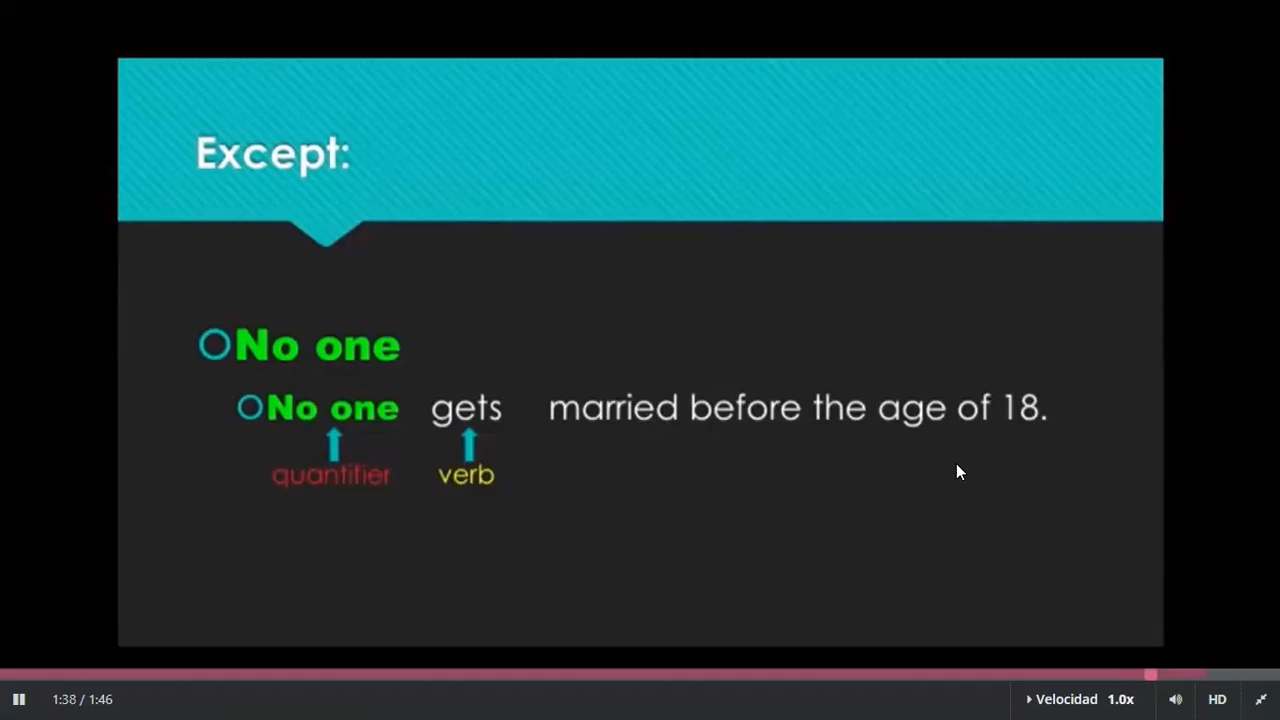 Except:
No one
No one gets married before the age of 18.
quantifier verb
1:38 / 1:46 Velocidad 1.0x HD